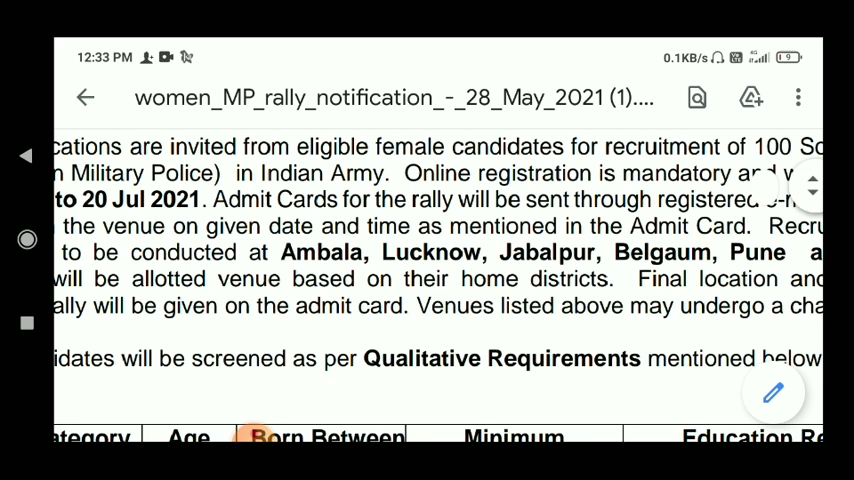 12:33 PM 0.1KB/s 4G 9
women_MP_rally_notification_-_28_May_2021 (1)....
cations are invited from eligible female candidates for recruitment of 100 So
n Military Police) in Indian Army. Online registration is mandatory and w
to 20 Jul 2021. Admit Cards for the rally will be sent through registered e-m
the venue on given date and time as mentioned in the Admit Card. Recru
to be conducted at Ambala, Lucknow, Jabalpur, Belgaum, Pune a
will be allotted venue based on their home districts. Final location and
ally will be given on the admit card. Venues listed above may undergo a cha
idates will be screened as per Qualitative Requirements mentioned below
ategory Age Born Between Minimum Education Re